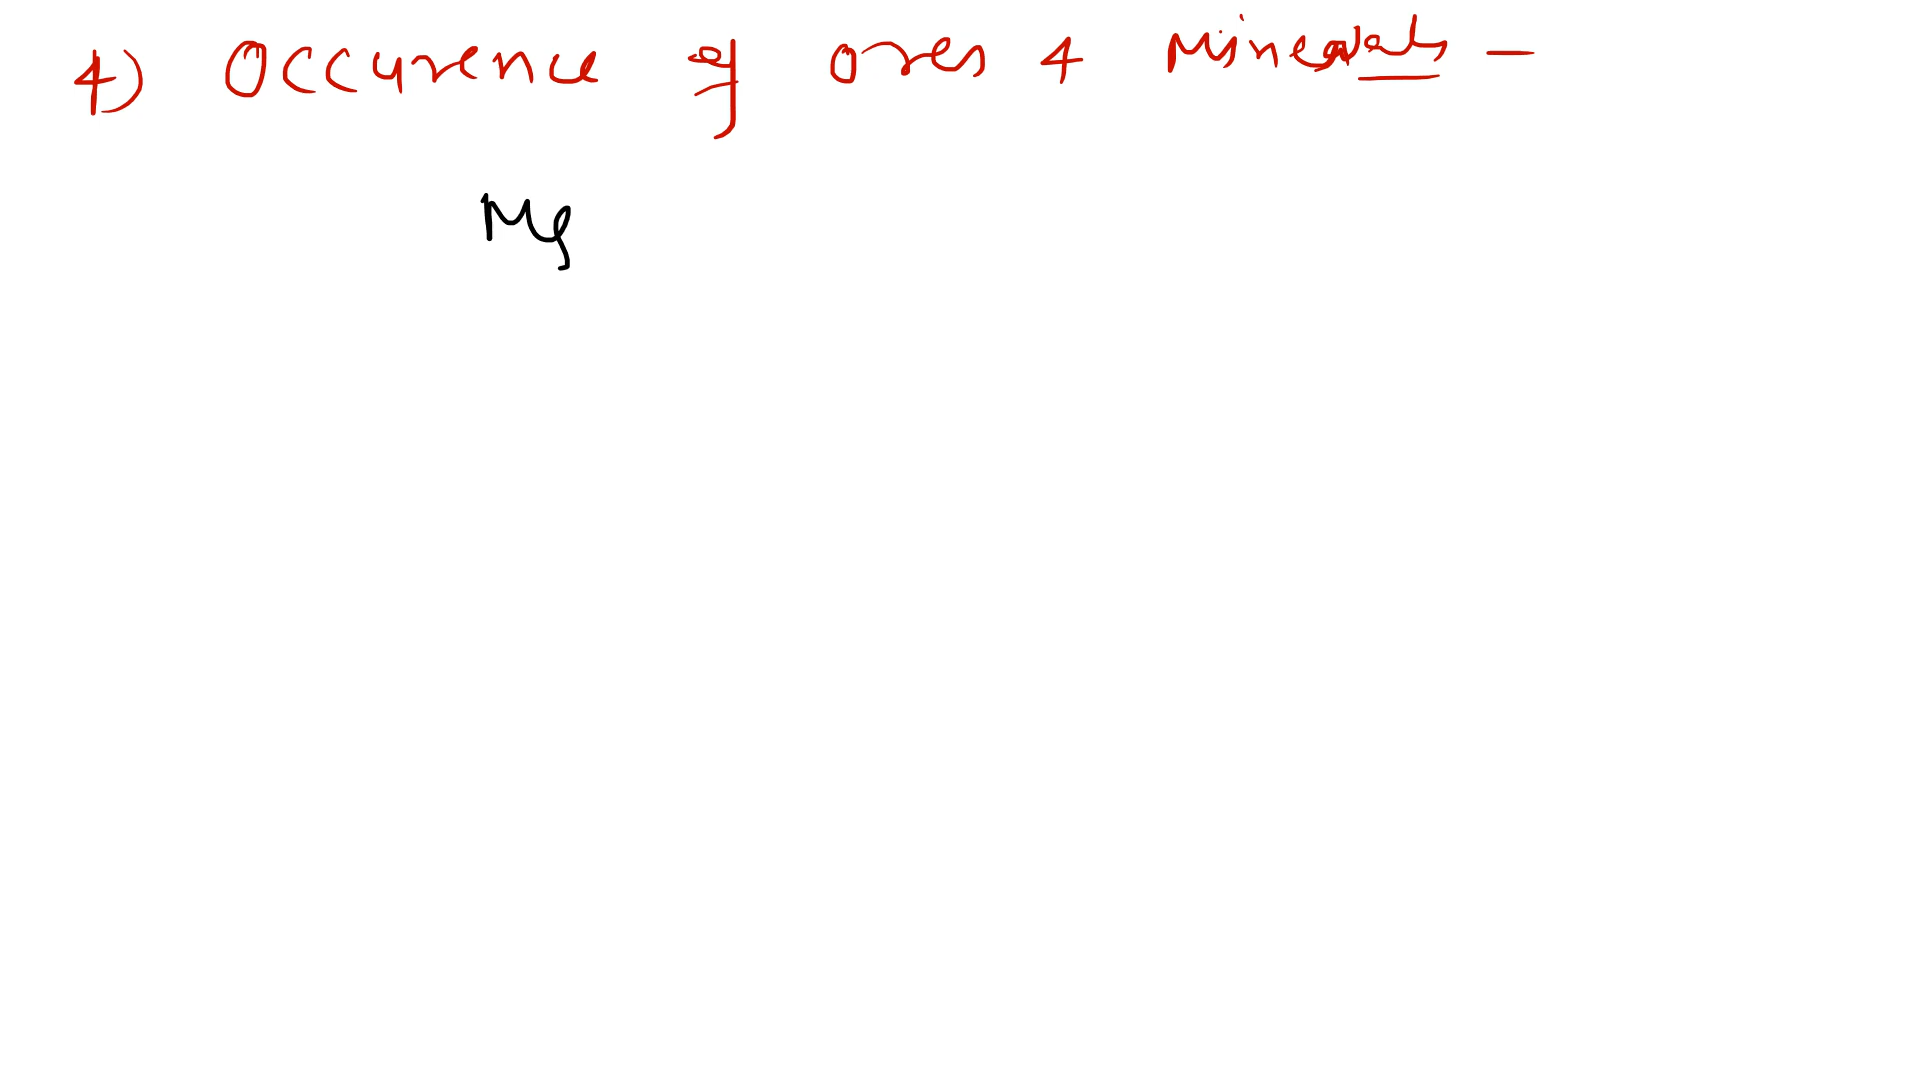 4) Occurence of ores & Minerals -
Mg